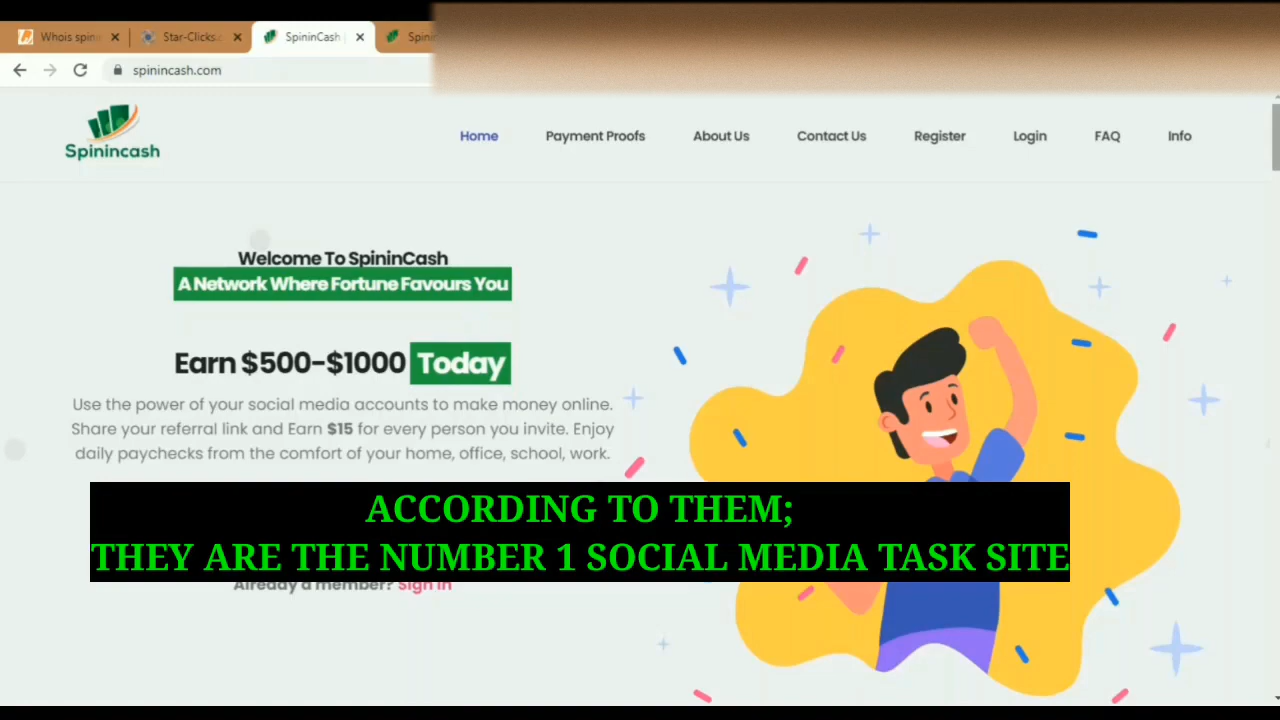 Whois spin
Star-Clicks.c
SpininCash
Spinin
spinincash.com
Spinincash
Home
Payment Proofs
About Us
Contact Us
Register
Login
FAQ
Info
Welcome To SpininCash
A Network Where Fortune Favours You
Earn $500-$1000 Today
Use the power of your social media accounts to make money online.
Share your referral link and Earn $15 for every person you invite. Enjoy
daily paychecks from the comfort of your home, office, school, work.
ACCORDING TO THEM;
THEY ARE THE NUMBER 1 SOCIAL MEDIA TASK SITE
Already a member? Sign In